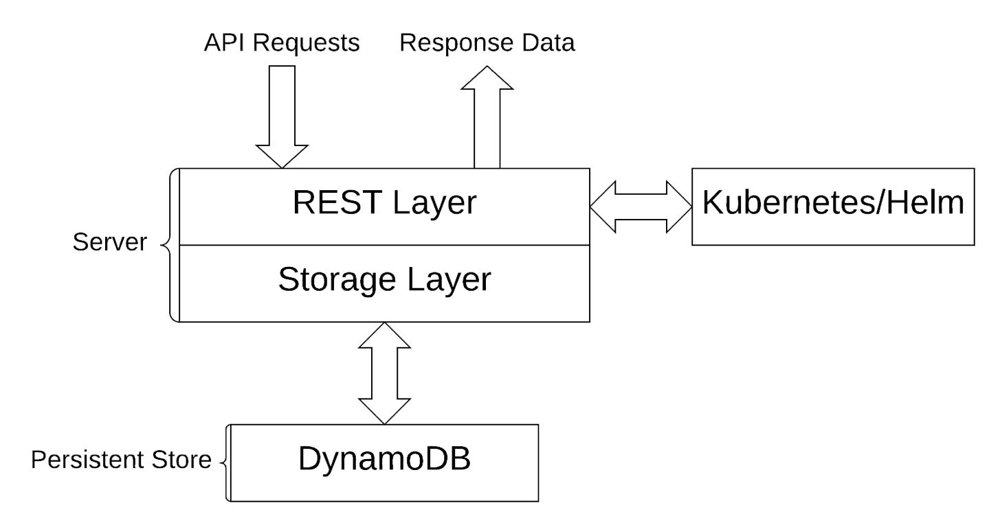 API Requests
Response Data
REST Layer
Kubernetes/Helm
Server
Storage Layer
Persistent Store
DynamoDB